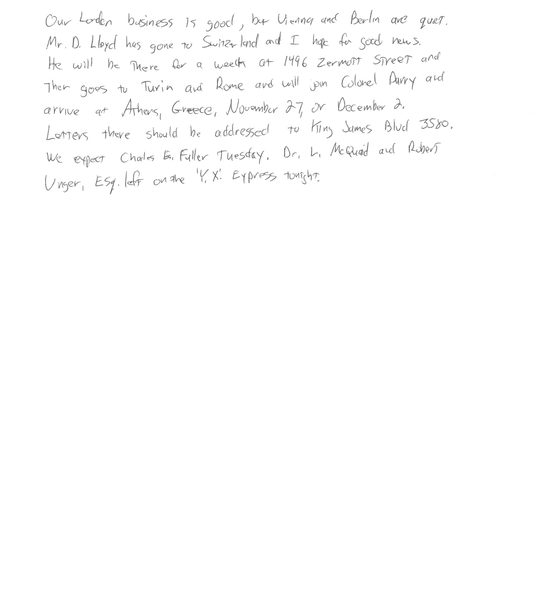 Our London business is good, but Vienna and Berlin are quiet.
Mr. D. Lloyd has gone to Switzerland and I hope for good news.
He will be there for a week at 1496 Zermott Street and
then goes to Turin and Rome and will join Colonel Parry and
arrive at Athens, Greece, November 27, or December 2.
Letters there should be addressed to King James Blvd 3580.
We expect Charles E. Fuller Tuesday. Dr. L. McQuaid and Robert
Unger, Esq. left on the 'Y.X.' Express tonight.